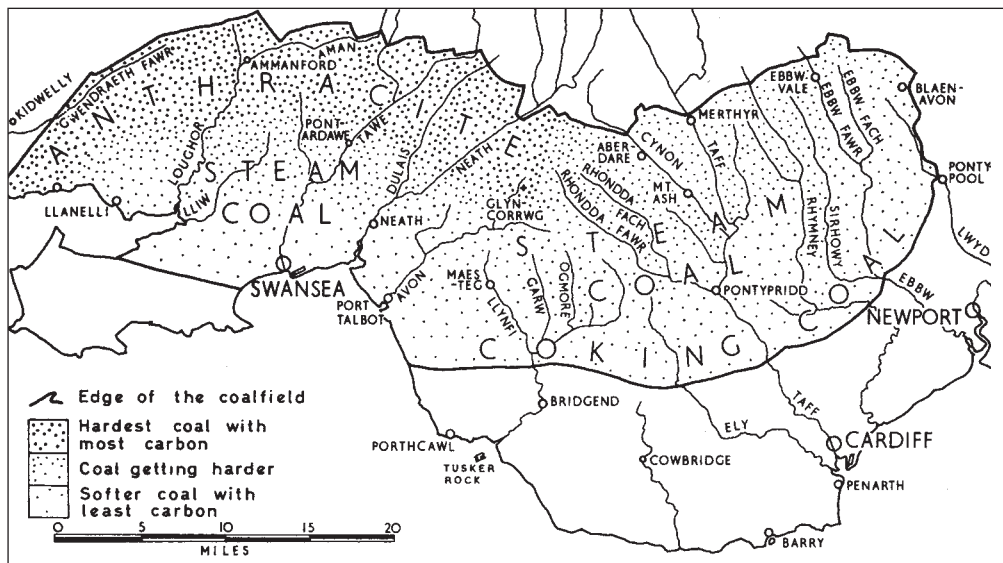 KIDWELLY
GWENDRAETH FAWR
AMMANFORD
AMAN
ANTHRACITE
PONT-
ARDAWE
TAWE
LOUGHOR
LLIW
DULAIS
NEATH
STEAM
COAL
LLANELLI
NEATH
SWANSEA
PORT
TALBOT
AVON
GLYN-
CORRWG
MAES-
TEG
LLYNFI
GARW
OGMORE
ABER-
DARE
CYNON
MERTHYR
TAFF
MT.
ASH
RHONDDA FACH
RHONDDA FAWR
STEAM
COAL
PONTYPRIDD
RHYMNEY
SIRHOWY
EBBW-
VALE
EBBW FAWR
EBBW FACH
BLAEN-
AVON
PONTY-
POOL
LWYD
EBBW
NEWPORT
COKING COAL
BRIDGEND
PORTHCAWL
TUSKER
ROCK
COWBRIDGE
ELY
TAFF
CARDIFF
PENARTH
BARRY
Edge of the coalfield
Hardest coal with
most carbon
Coal getting harder
Softer coal with
least carbon
0 5 10 15 20
MILES